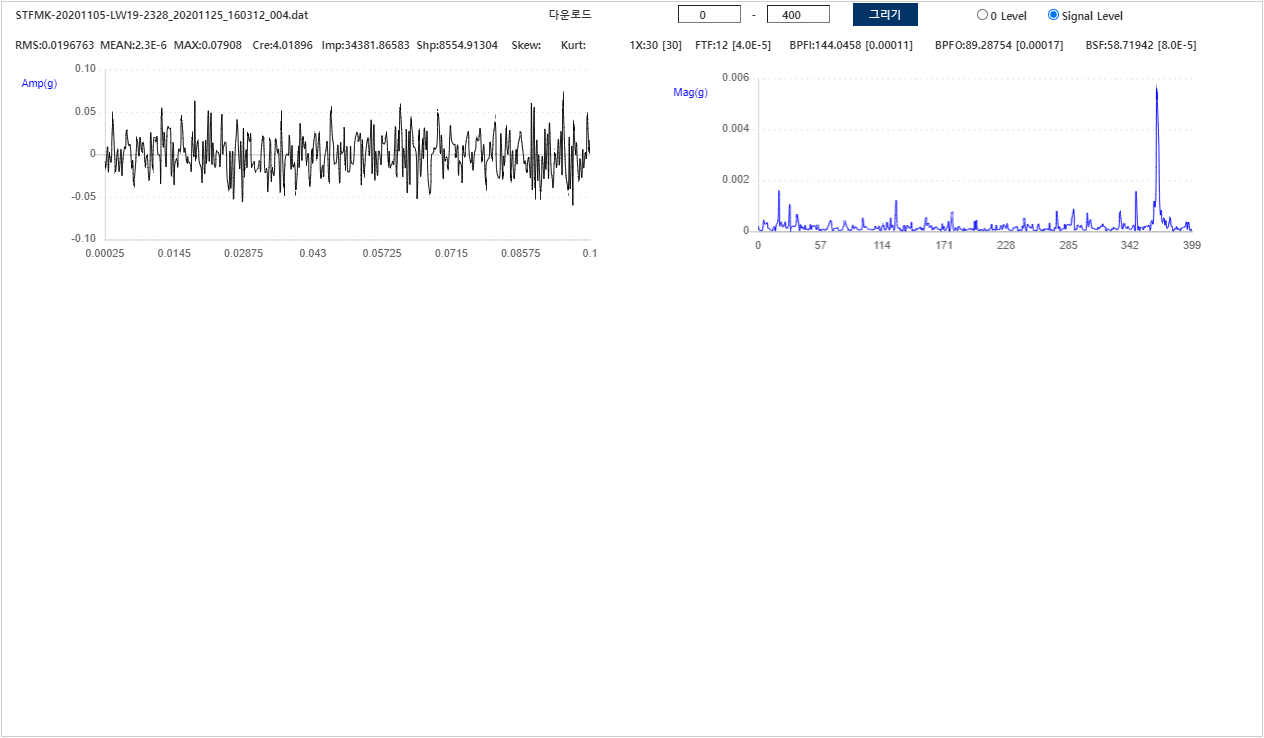 STFMK-20201105-LW19-2328_20201125_160312_004.dat 다운로드 0 - 400 그리기 0 Level Signal Level
RMS:0.0196763 MEAN:2.3E-6 MAX:0.07908 Cre:4.01896 Imp:34381.86583 Shp:8554.91304 Skew: Kurt: 1X:30 [30] FTF:12 [4.0E-5] BPFI:144.0458 [0.00011] BPFO:89.28754 [0.00017] BSF:58.71942 [8.0E-5]
Amp(g)
0.10
0.05
0
-0.05
-0.10
0.00025 0.0145 0.02875 0.043 0.05725 0.0715 0.08575 0.1
Mag(g)
0.006
0.004
0.002
0
0 57 114 171 228 285 342 399